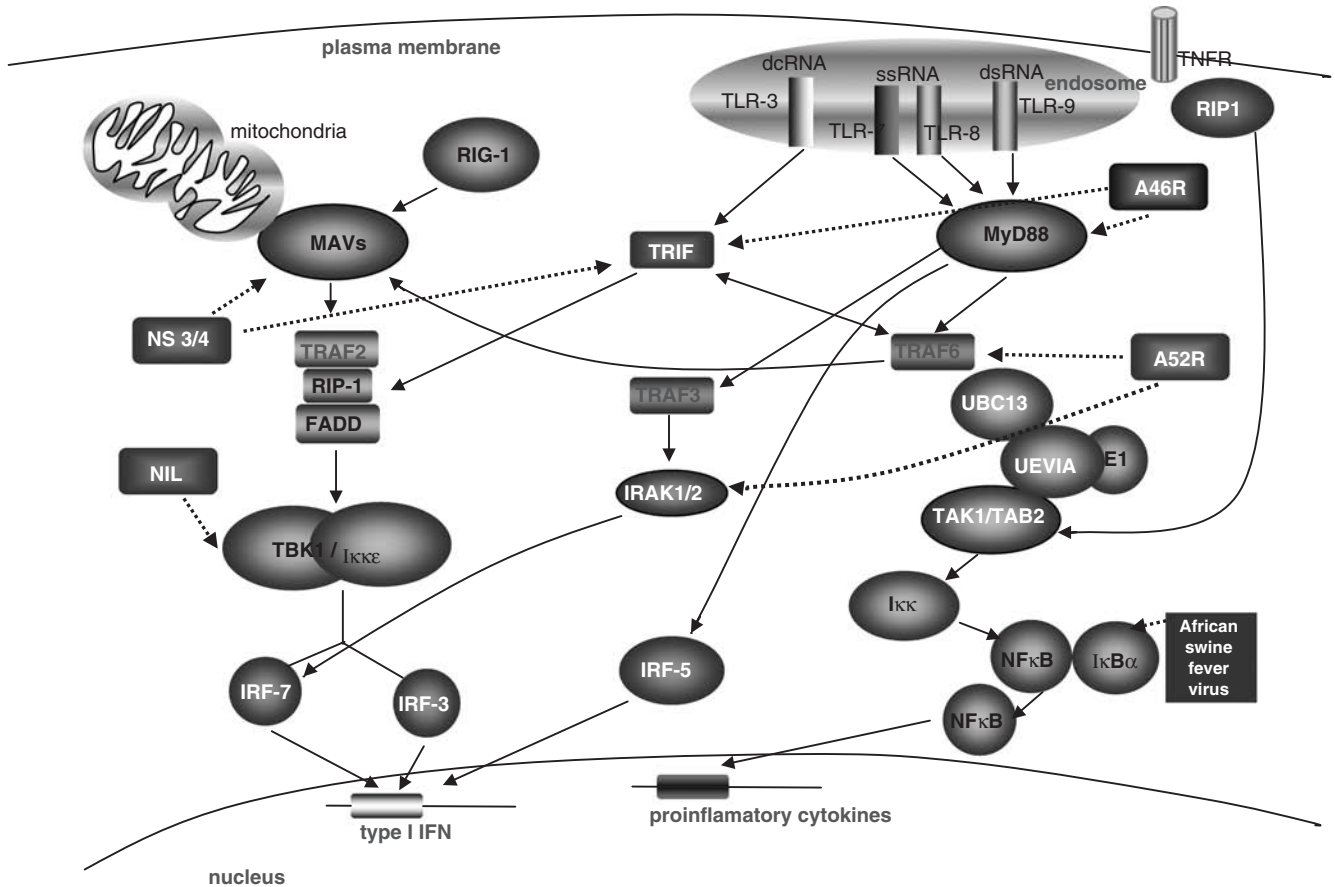 plasma membrane
TNFR
dcRNA
ssRNA
dsRNA
endosome
TLR-3
TLR-7
TLR-8
TLR-9
RIP1
mitochondria
RIG-1
A46R
MAVs
TRIF
MyD88
NS 3/4
TRAF2
TRAF6
A52R
RIP-1
TRAF3
UBC13
FADD
NIL
UEVIA
E1
IRAK1/2
TAK1/TAB2
TBK1 / Iκκε
Iκκ
African
swine
fever
virus
NFκB
IκBα
IRF-5
IRF-7
IRF-3
NFκB
type I IFN
proinflamatory cytokines
nucleus